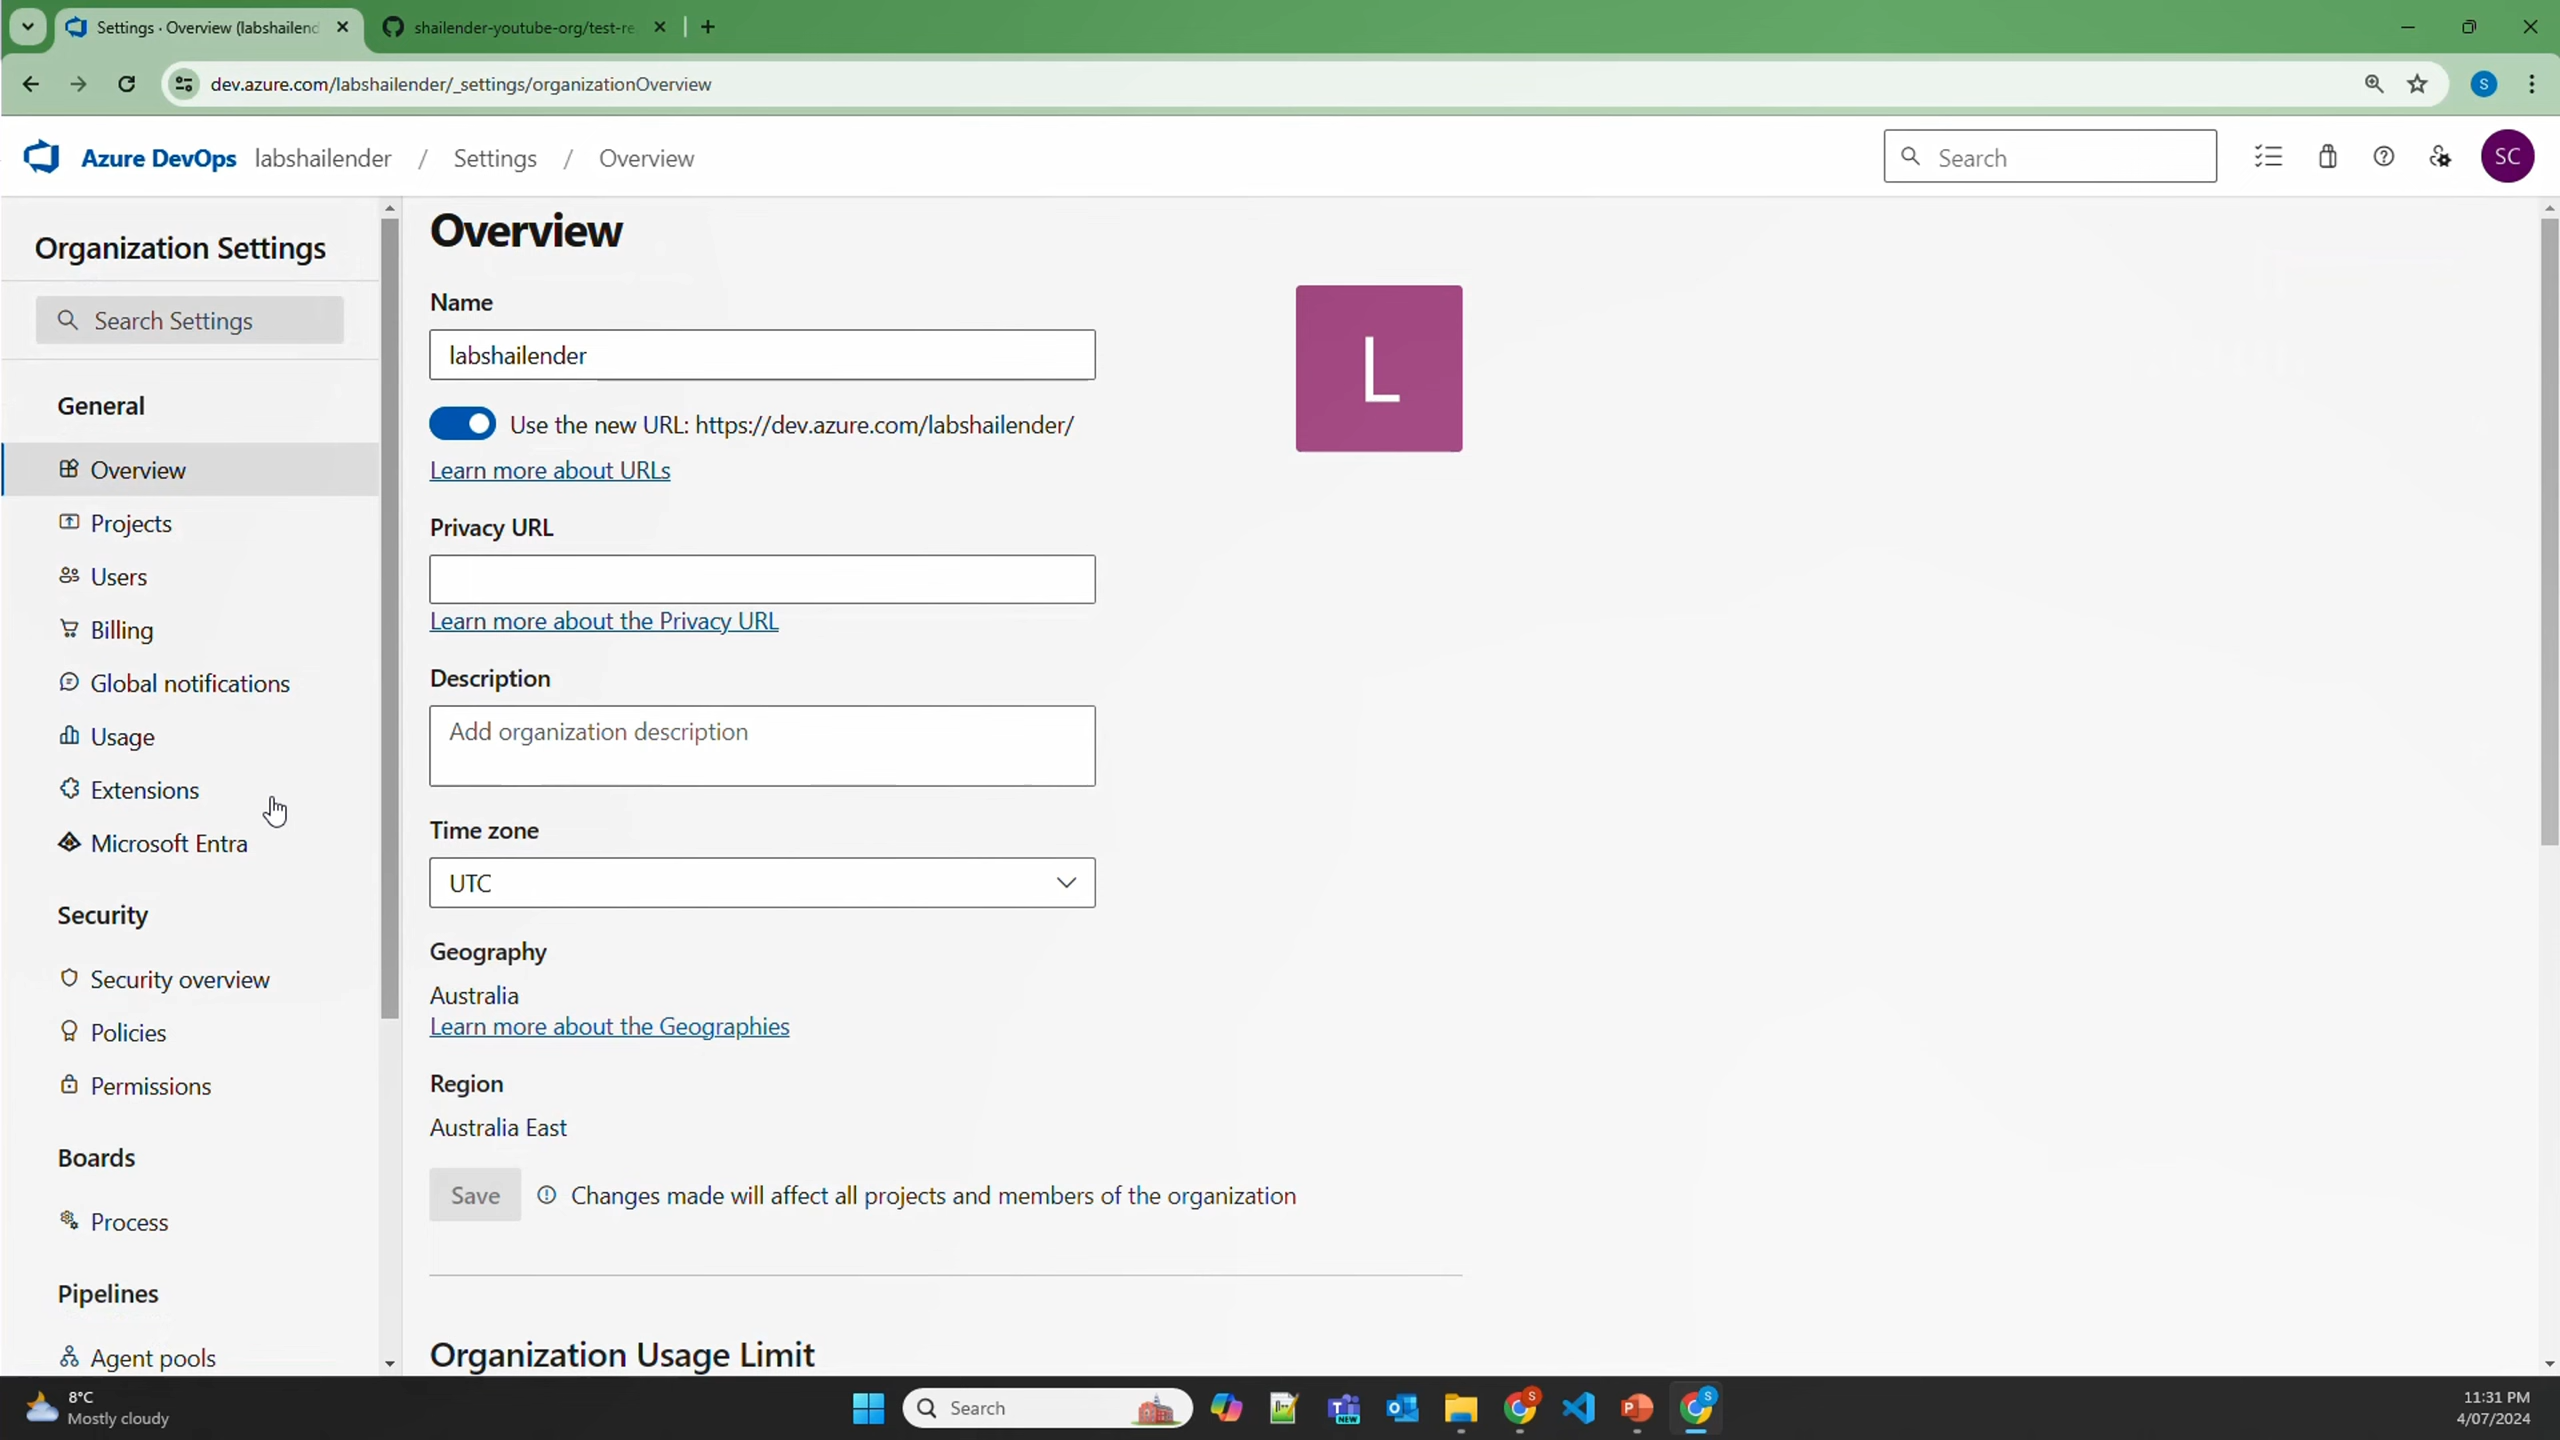 Settings · Overview (labshailend
shailender-youtube-org/test-re
dev.azure.com/labshailender/_settings/organizationOverview
S
Azure DevOps labshailender / Settings / Overview
Search
SC
Organization Settings
Search Settings
General
Overview
Projects
Users
Billing
Global notifications
Usage
Extensions
Microsoft Entra
Security
Security overview
Policies
Permissions
Boards
Process
Pipelines
Agent pools
Overview
Name
labshailender
L
Use the new URL: https://dev.azure.com/labshailender/
Learn more about URLs
Privacy URL
Learn more about the Privacy URL
Description
Add organization description
Time zone
UTC
Geography
Australia
Learn more about the Geographies
Region
Australia East
Save
Changes made will affect all projects and members of the organization
Organization Usage Limit
8°C
Mostly cloudy
Search
NEW
S
S
11:31 PM
4/07/2024